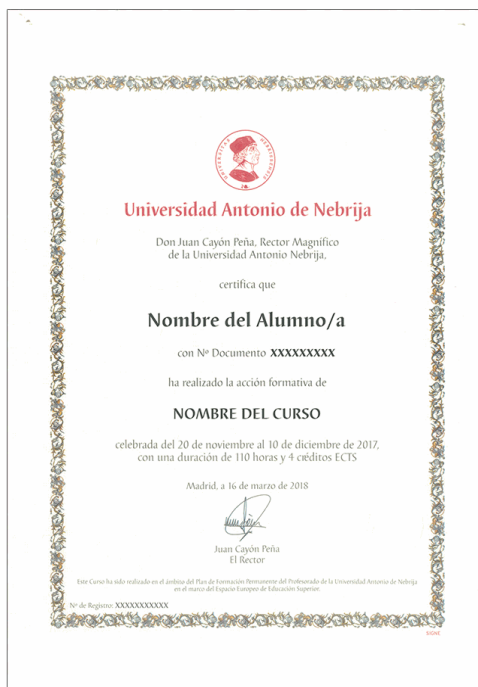 Universidad Antonio de Nebrija
Don Juan Cayón Peña, Rector Magnífico
de la Universidad Antonio Nebrija,
certifica que
Nombre del Alumno/a
con Nº Documento XXXXXXXXX
ha realizado la acción formativa de
NOMBRE DEL CURSO
celebrada del 20 de noviembre al 10 de diciembre de 2017,
con una duración de 110 horas y 4 créditos ECTS
Madrid, a 16 de marzo de 2018
Juan Cayón Peña
El Rector
Este Curso ha sido realizado en el ámbito del Plan de Formación Permanente del Profesorado de la Universidad Antonio de Nebrija
en el marco del Espacio Europeo de Educación Superior.
Nº de Registro: XXXXXXXXXXX